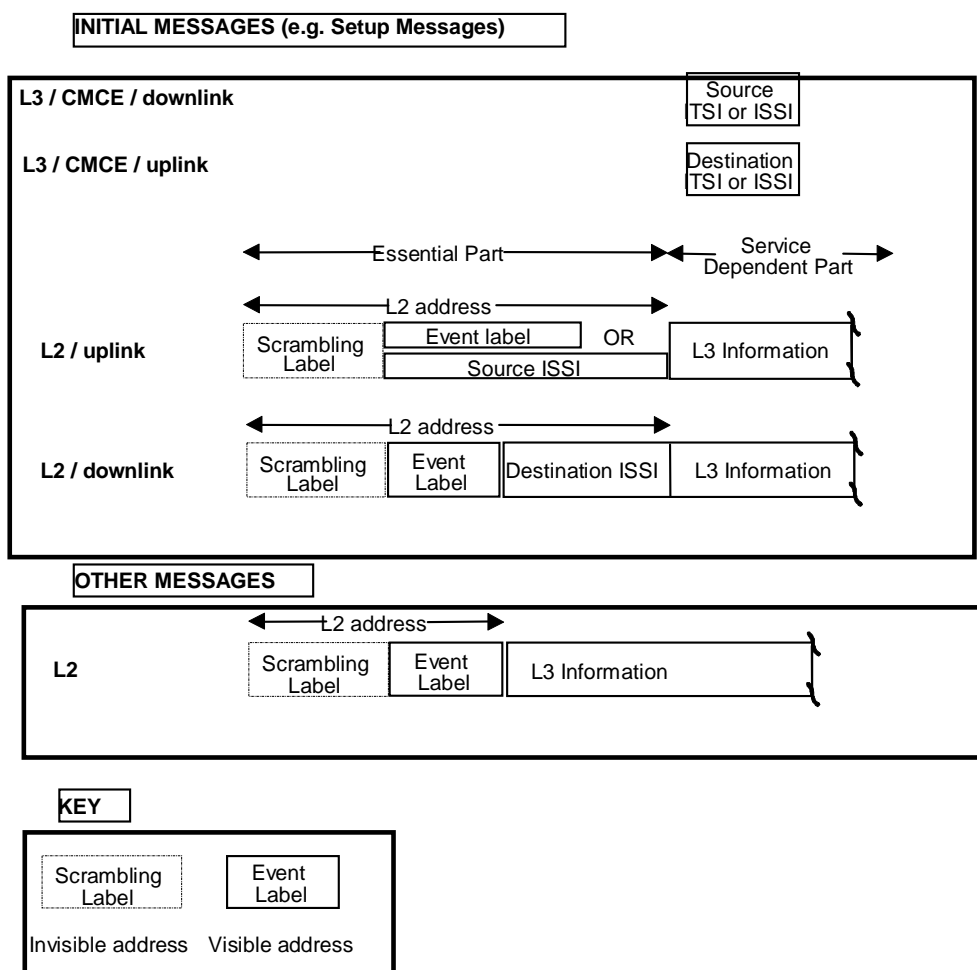 INITIAL MESSAGES (e.g. Setup Messages)
L3 / CMCE / downlink
Source
ITSI or ISSI
L3 / CMCE / uplink
Destination
ITSI or ISSI
Essential Part
Service
Dependent Part
L2 address
L2 / uplink
Scrambling
Label
Event label
OR
Source ISSI
L3 Information
L2 address
L2 / downlink
Scrambling
Label
Event
Label
Destination ISSI
L3 Information
OTHER MESSAGES
L2 address
L2
Scrambling
Label
Event
Label
L3 Information
KEY
Scrambling
Label
Event
Label
Invisible address
Visible address